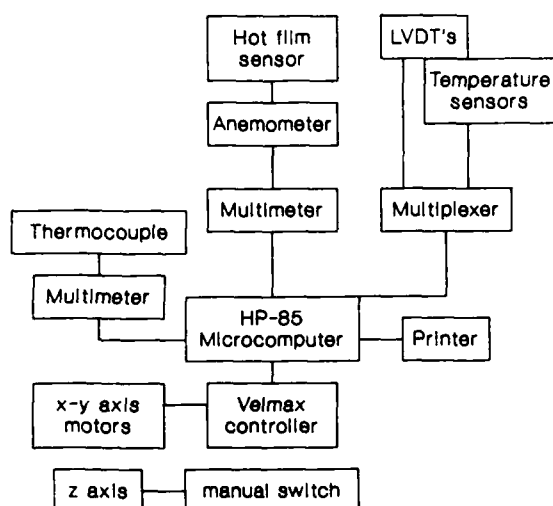 Hot film
sensor
LVDT's
Temperature
sensors
Anemometer
Multimeter
Multiplexer
Thermocouple
Multimeter
HP-85
Microcomputer
Printer
x-y axis
motors
Velmax
controller
z axis
manual switch